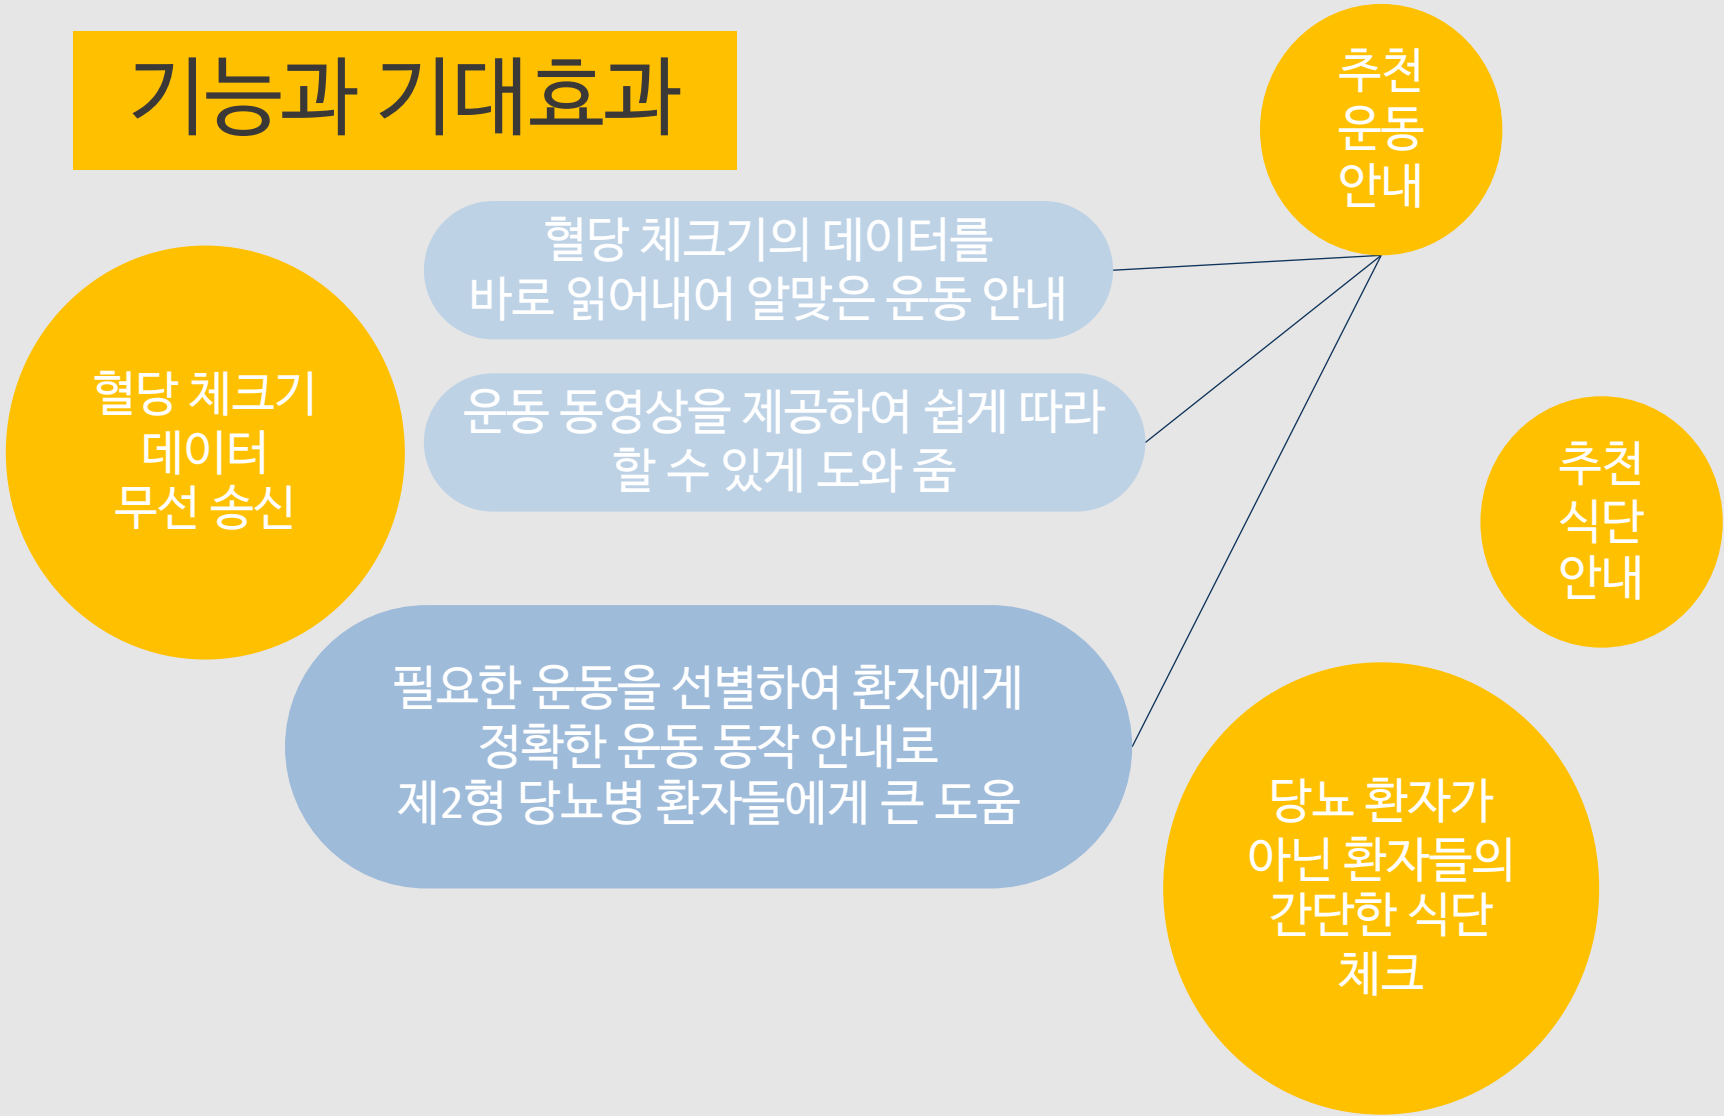 기능과 기대효과
추천
운동
안내
혈당 체크기의 데이터를
바로 읽어내어 알맞은 운동 안내
혈당 체크기
데이터
무선 송신
운동 동영상을 제공하여 쉽게 따라
할 수 있게 도와 줌
추천
식단
안내
필요한 운동을 선별하여 환자에게
정확한 운동 동작 안내로
제2형 당뇨병 환자들에게 큰 도움
당뇨 환자가
아닌 환자들의
간단한 식단
체크